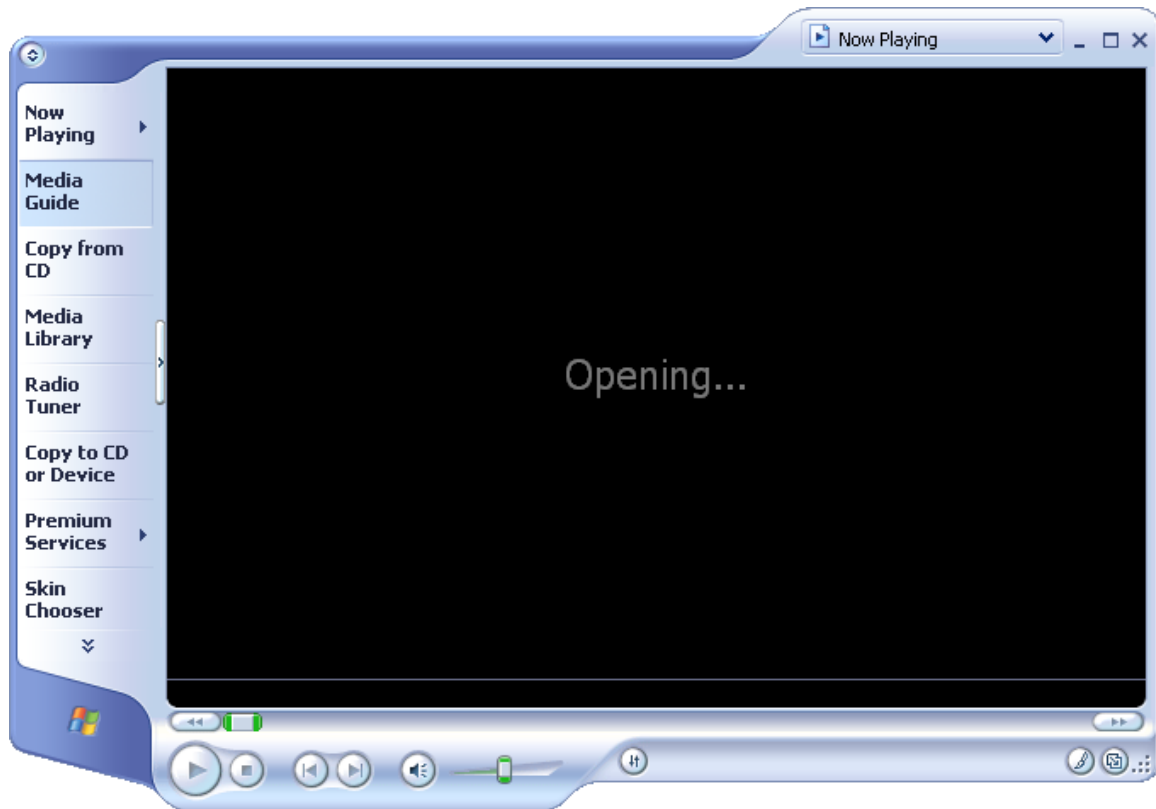 Now Playing
Now
Playing
Media
Guide
Copy from
CD
Media
Library
Radio
Tuner
Copy to CD
or Device
Premium
Services
Skin
Chooser
Opening...